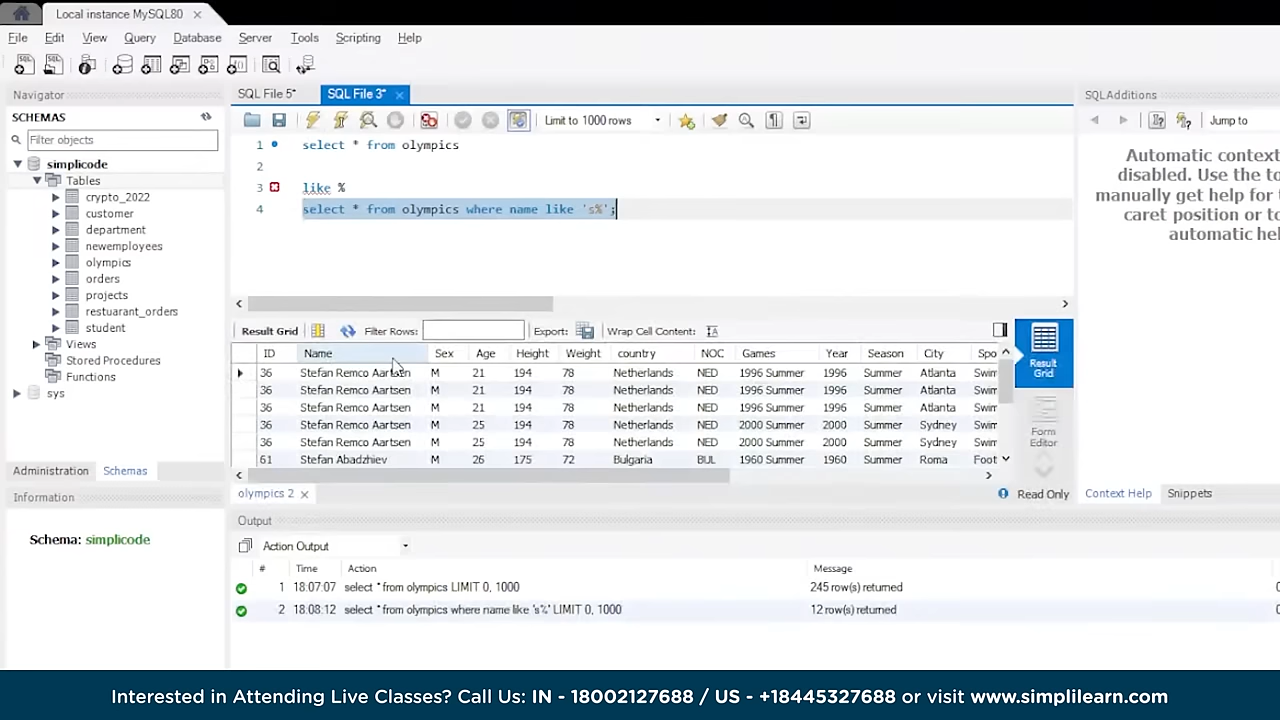 Local instance MySQL80
File Edit View Query Database Server Tools Scripting Help
Navigator
SCHEMAS
Filter objects
simplicode
Tables
crypto_2022
customer
department
newemployees
olympics
orders
projects
restuarant_orders
student
Views
Stored Procedures
Functions
sys
Administration Schemas
Information
Schema: simplicode
SQL File 5* SQL File 3*
Limit to 1000 rows
1 select * from olympics
2
3 like %
4 select * from olympics where name like 's%';
Result Grid Filter Rows: Export: Wrap Cell Content:
ID Name Sex Age Height Weight country NOC Games Year Season City Spo
36 Stefan Remco Aartsen M 21 194 78 Netherlands NED 1996 Summer 1996 Summer Atlanta Swim
36 Stefan Remco Aartsen M 21 194 78 Netherlands NED 1996 Summer 1996 Summer Atlanta Swim
36 Stefan Remco Aartsen M 21 194 78 Netherlands NED 1996 Summer 1996 Summer Atlanta Swim
36 Stefan Remco Aartsen M 25 194 78 Netherlands NED 2000 Summer 2000 Summer Sydney Swim
36 Stefan Remco Aartsen M 25 194 78 Netherlands NED 2000 Summer 2000 Summer Sydney Swim
61 Stefan Abadzhiev M 26 175 72 Bulgaria BUL 1960 Summer 1960 Summer Roma Foot
Result Grid
Form Editor
olympics 2
Read Only
SQLAdditions
Jump to
Automatic context
disabled. Use the to
manually get help for t
caret position or to
automatic hel
Context Help Snippets
Output
Action Output
# Time Action Message
1 18:07:07 select * from olympics LIMIT 0, 1000 245 row(s) returned
2 18:08:12 select * from olympics where name like 's%' LIMIT 0, 1000 12 row(s) returned
Interested in Attending Live Classes? Call Us: IN - 18002127688 / US - +18445327688 or visit www.simplilearn.com